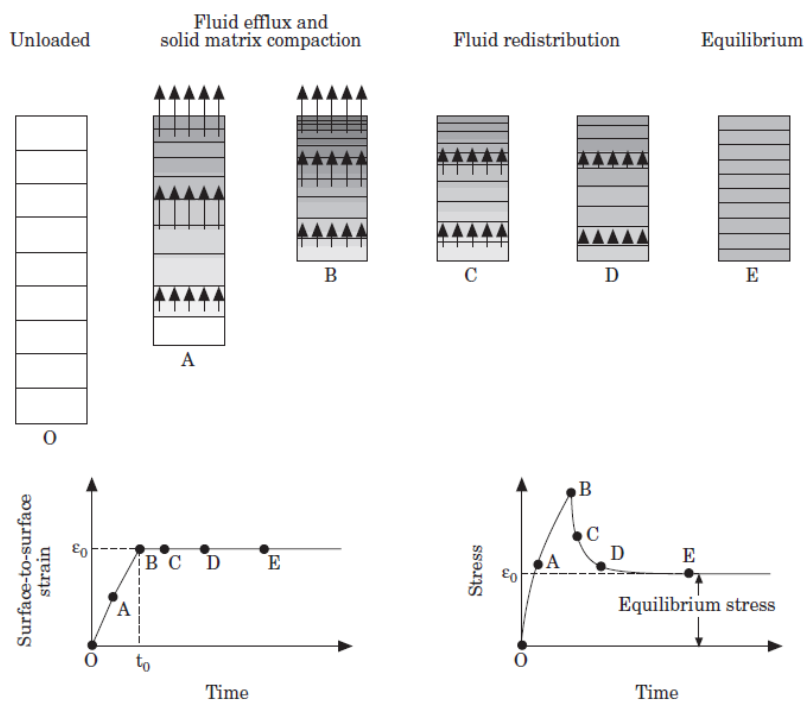 Unloaded
Fluid efflux and
solid matrix compaction
Fluid redistribution
Equilibrium
O
A
B
C
D
E
Surface-to-surface
strain
ε0
O
A
B
C
D
E
t0
Time
Stress
ε0
O
A
B
C
D
E
Equilibrium stress
Time